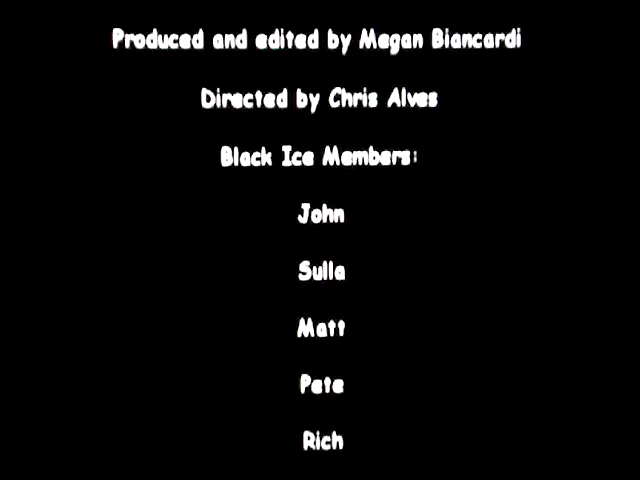 Produced and edited by Megan Biancardi
Directed by Chris Alves
Black Ice Members:
John
Sulla
Matt
Pete
Rich